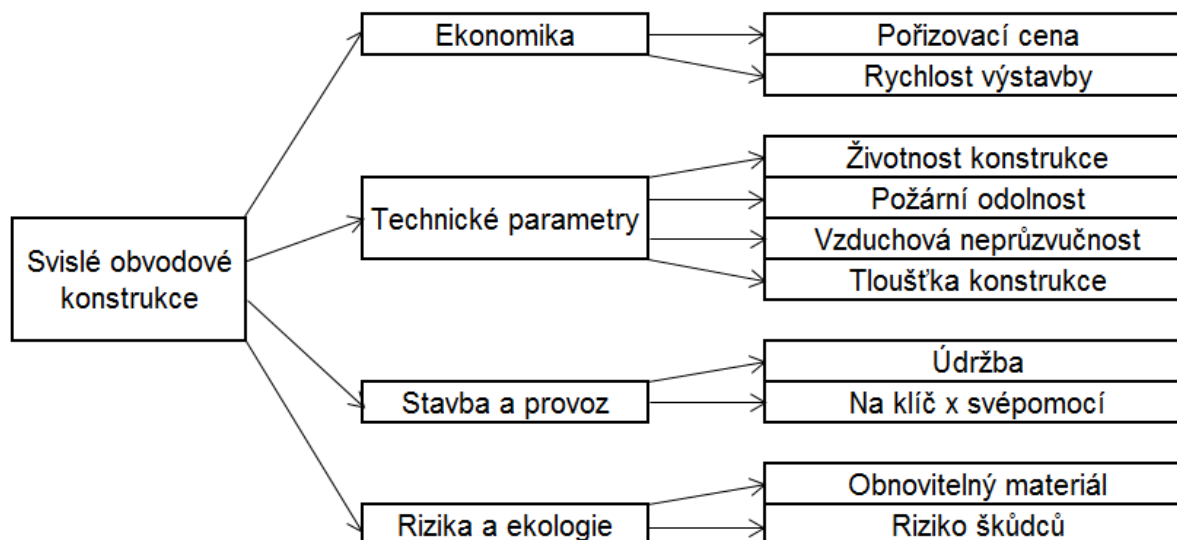 Ekonomika
Pořizovací cena
Rychlost výstavby
Životnost konstrukce
Technické parametry
Požární odolnost
Vzduchová neprůzvučnost
Tloušťka konstrukce
Svislé obvodové
konstrukce
Údržba
Stavba a provoz
Na klíč x svépomocí
Obnovitelný materiál
Rizika a ekologie
Riziko škůdců